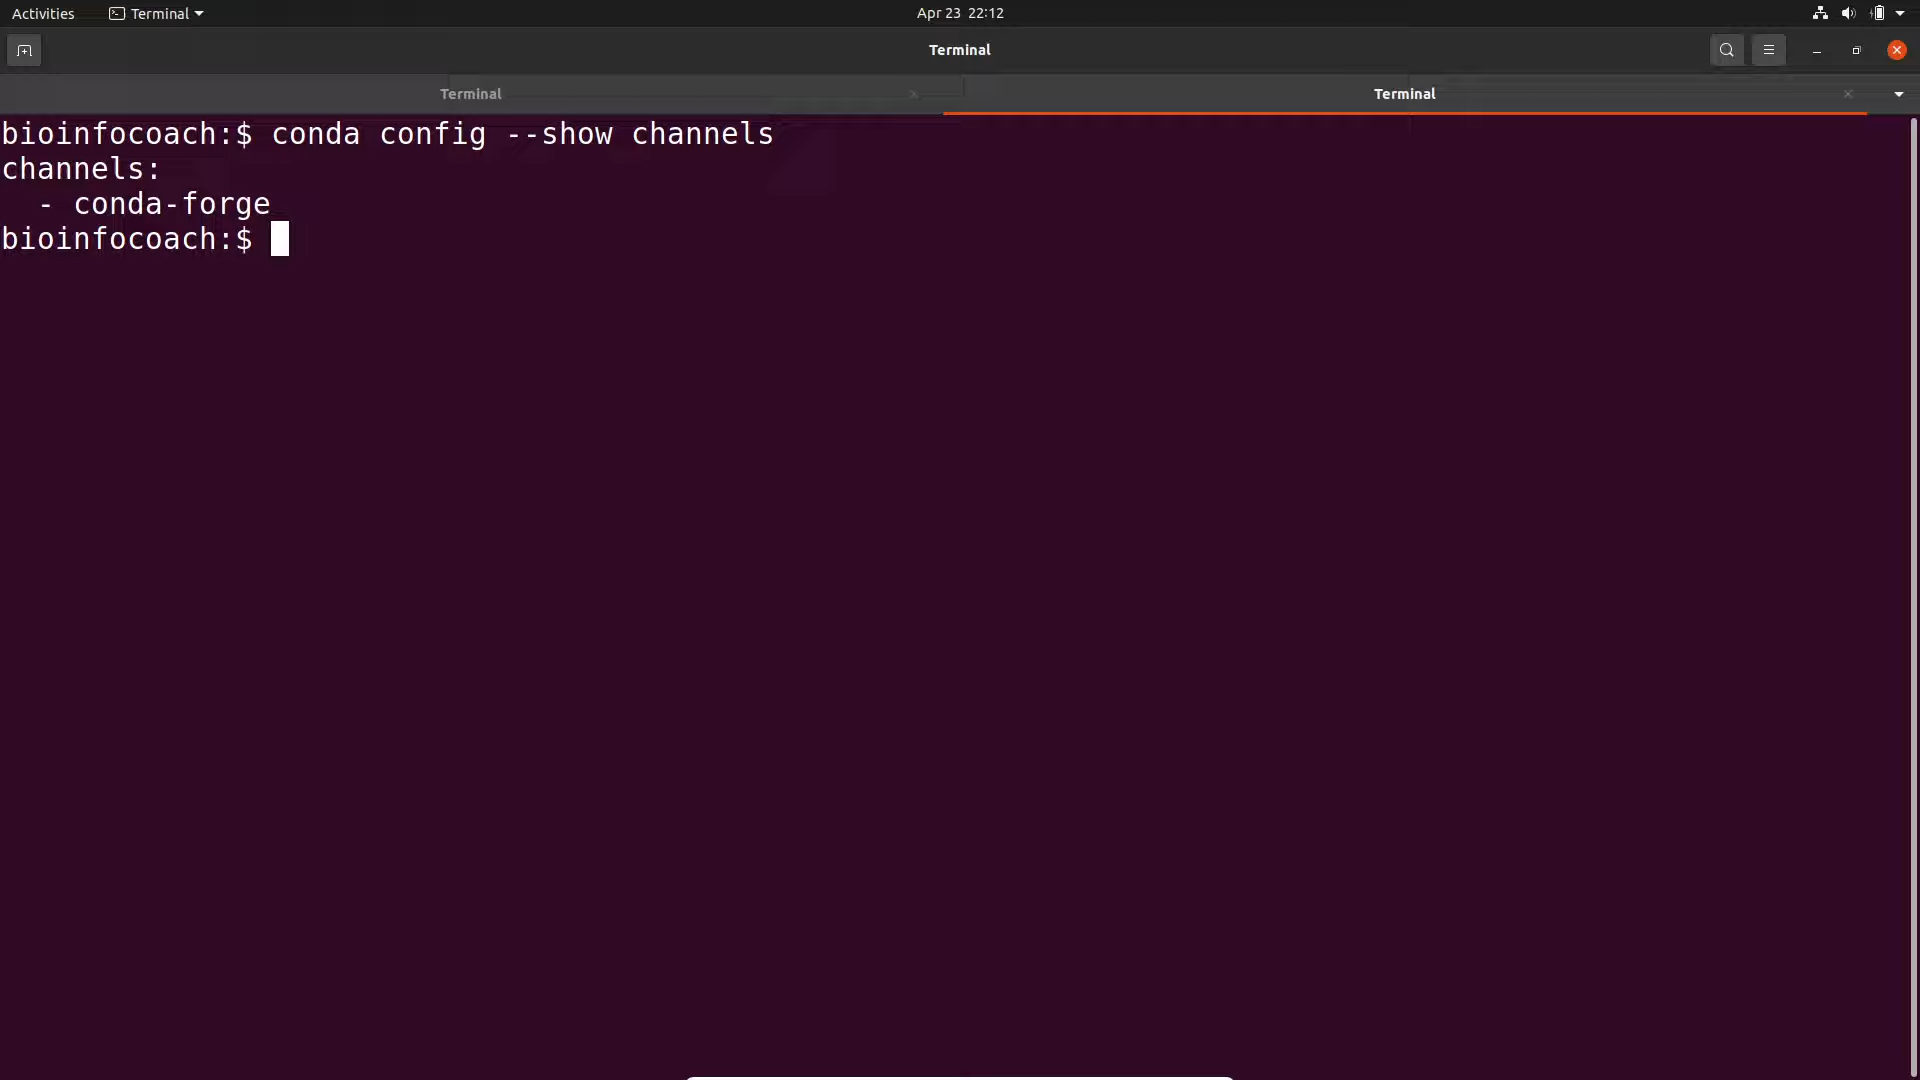 Activities Terminal Apr 23 22:12
Terminal
Terminal Terminal
bioinfocoach:$ conda config --show channels
channels:
  - conda-forge
bioinfocoach:$